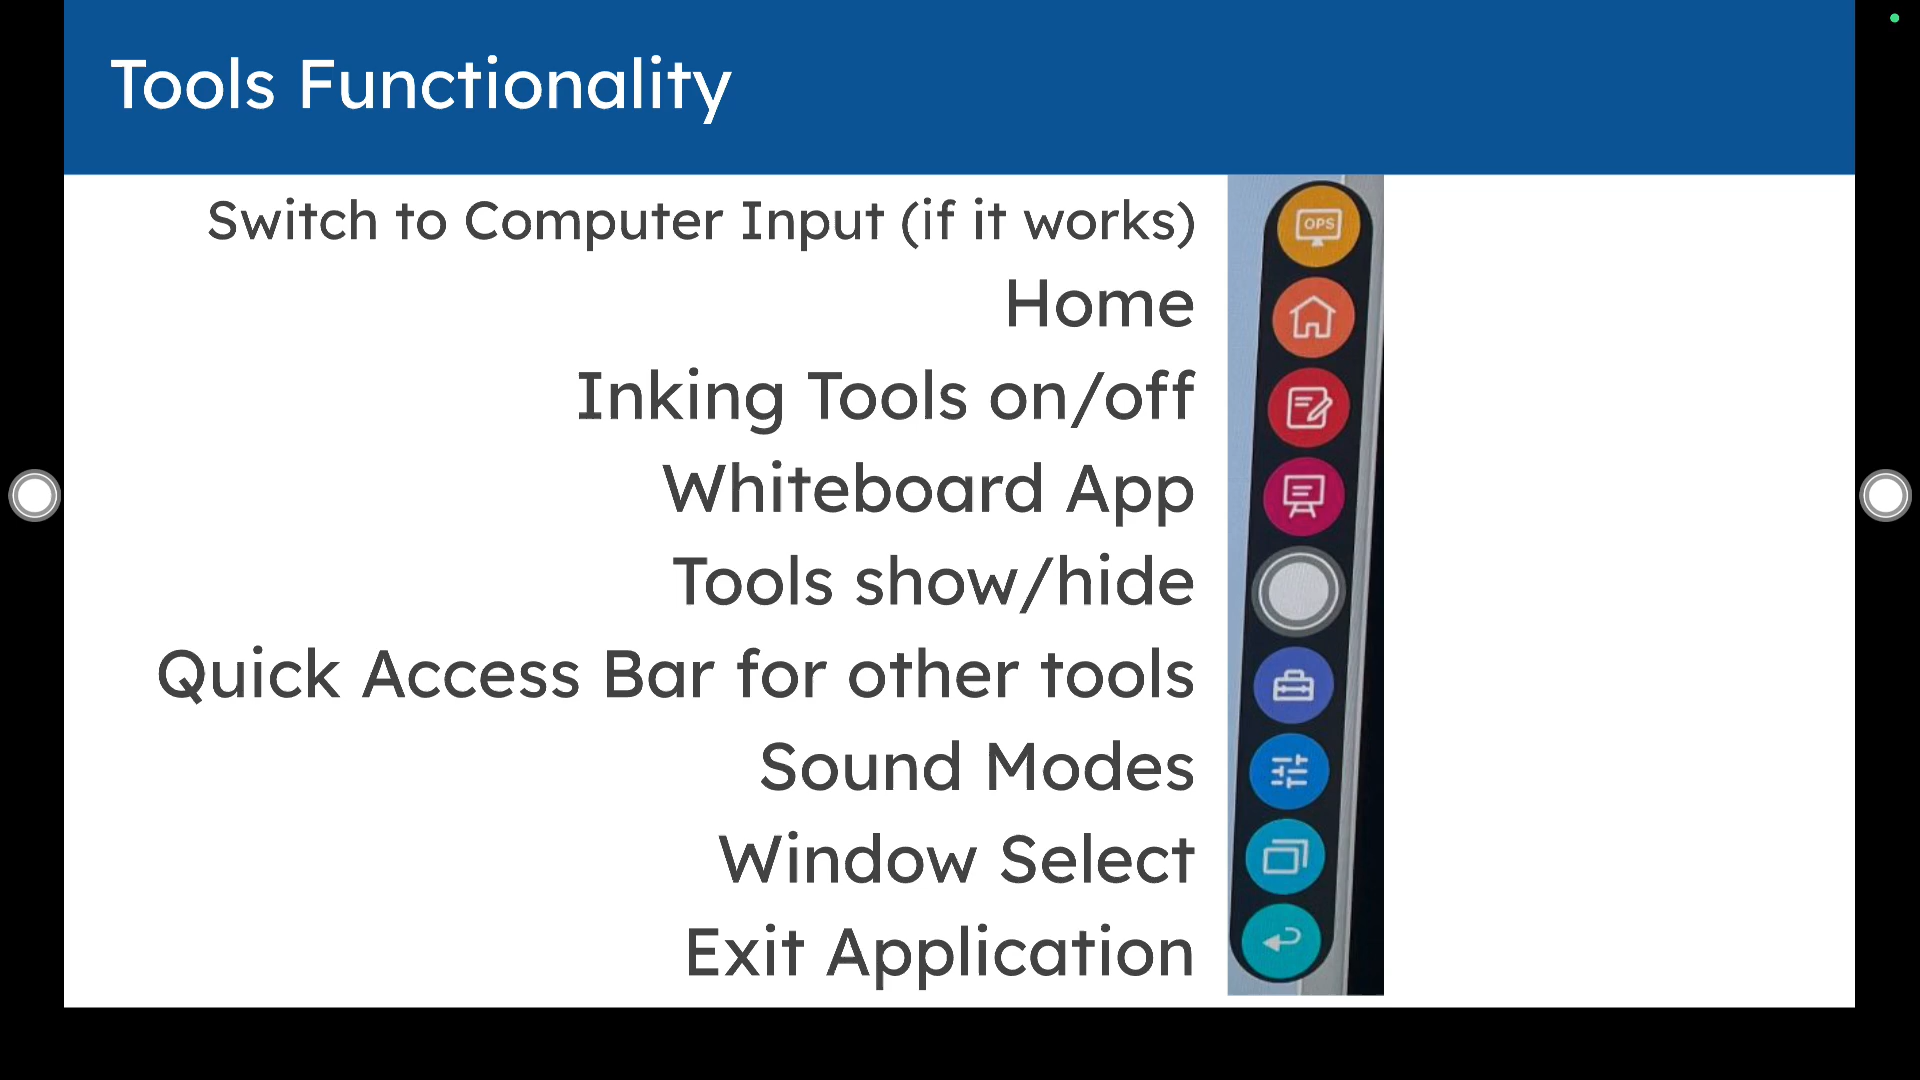 Tools Functionality
Switch to Computer Input (if it works)
OPS
Home
Inking Tools on/off
Whiteboard App
Tools show/hide
Quick Access Bar for other tools
Sound Modes
Window Select
Exit Application